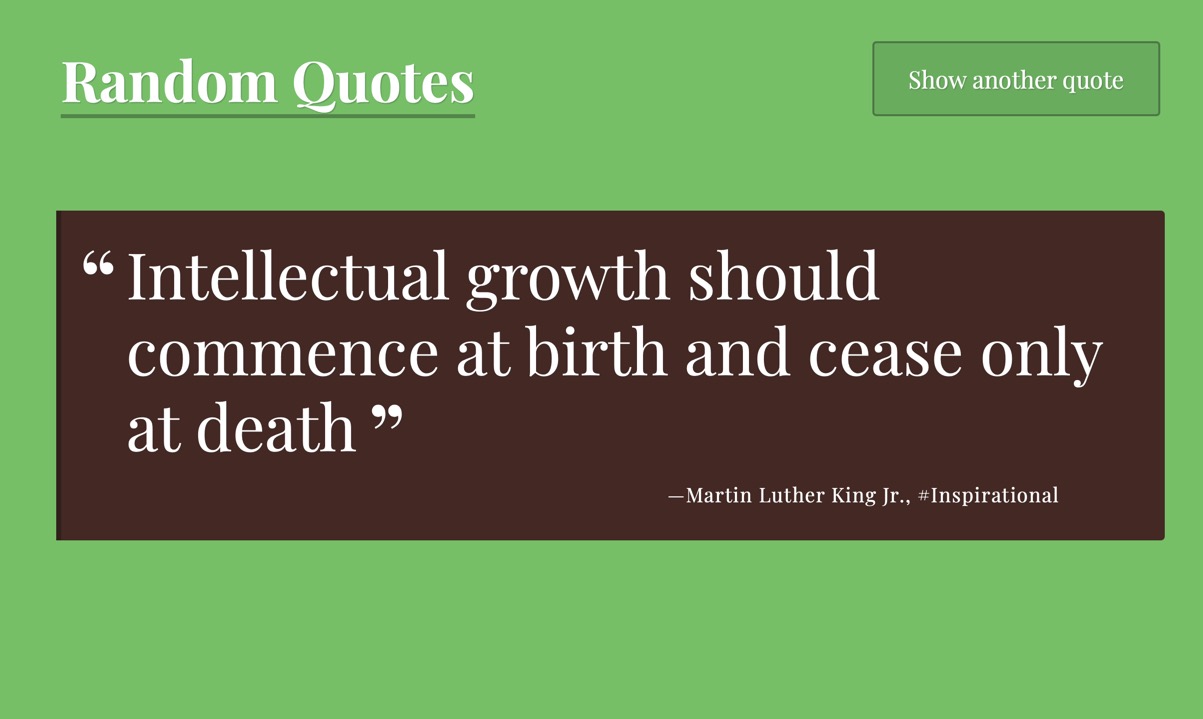 Random Quotes
Show another quote
“ Intellectual growth should
commence at birth and cease only
at death ”
—Martin Luther King Jr., #Inspirational